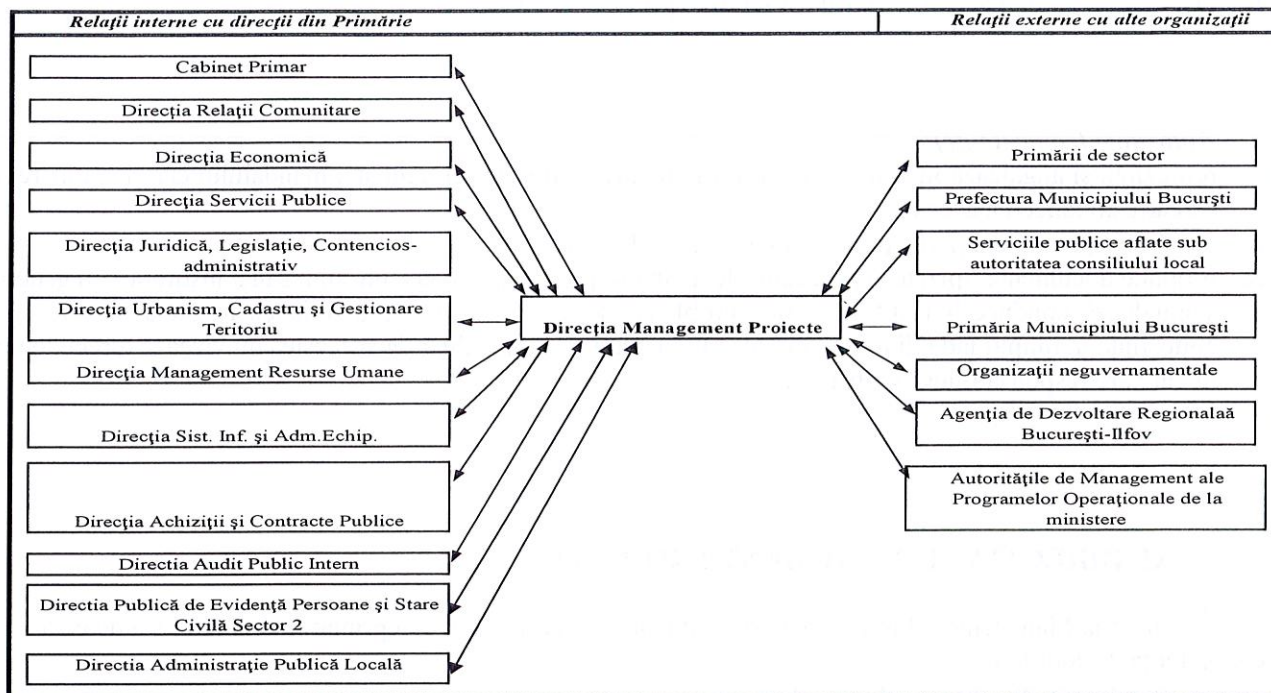 Relaţii interne cu direcţii din Primărie
Relaţii externe cu alte organizaţii
Cabinet Primar
Direcţia Relaţii Comunitare
Direcţia Economică
Direcţia Servicii Publice
Direcţia Juridică, Legislaţie, Contencios-
administrativ
Direcţia Urbanism, Cadastru şi Gestionare
Teritoriu
Direcţia Management Resurse Umane
Direcţia Sist. Inf. şi Adm.Echip.
Direcţia Achiziţii şi Contracte Publice
Directia Audit Public Intern
Directia Publică de Evidenţă Persoane şi Stare
Civilă Sector 2
Directia Administraţie Publică Locală
Direcţia Management Proiecte
Primării de sector
Prefectura Municipiului Bucurşti
Serviciile publice aflate sub
autoritatea consiliului local
Primăria Municipiului Bucureşti
Organizaţii neguvernamentale
Agenţia de Dezvoltare Regionalaă
Bucureşti-Ilfov
Autorităţile de Management ale
Programelor Operaţionale de la
ministere